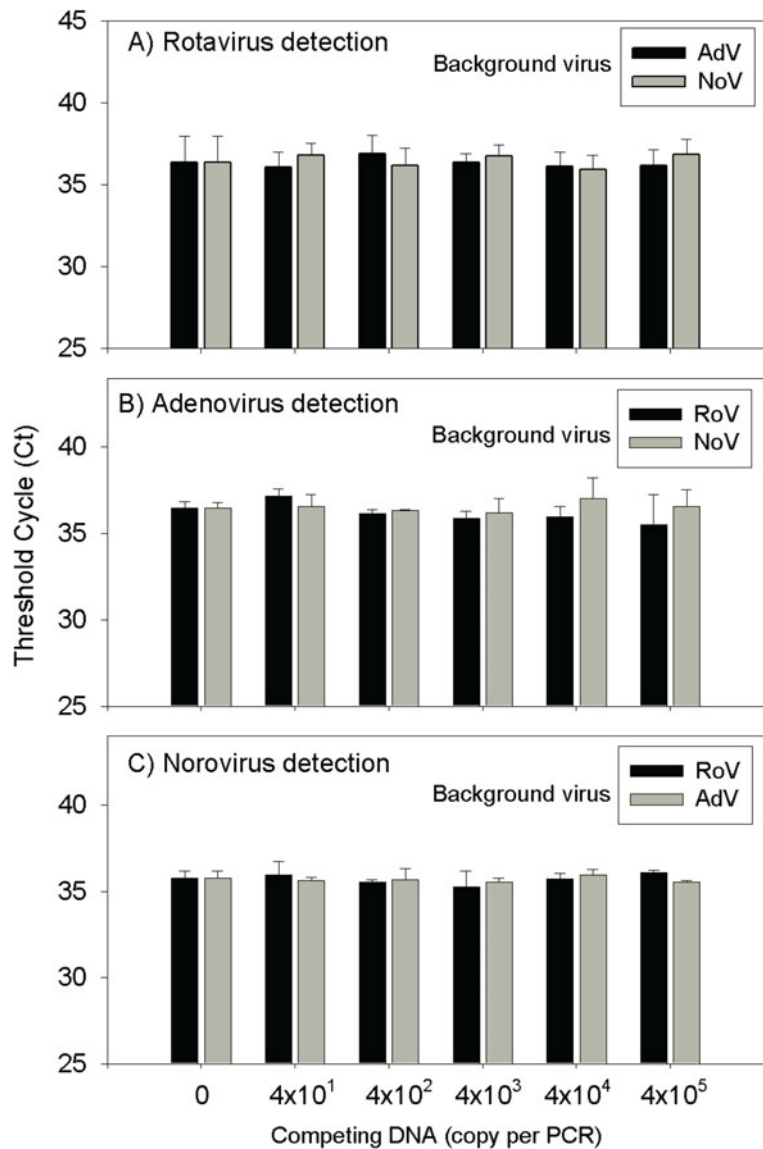 45
A) Rotavirus detection
Background virus
AdV
NoV
40
35
30
25
B) Adenovirus detection
Background virus
RoV
NoV
40
35
30
25
Threshold Cycle (Ct)
C) Norovirus detection
Background virus
RoV
AdV
40
35
30
25
0 4x10¹ 4x10² 4x10³ 4x10⁴ 4x10⁵
Competing DNA (copy per PCR)